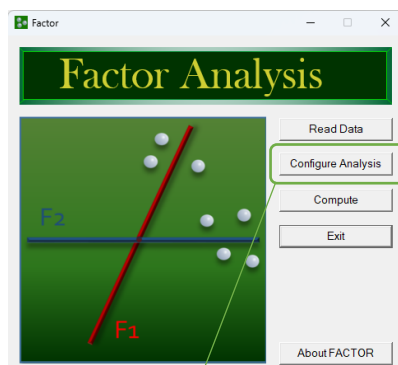 Factor
Factor Analysis
Read Data
Configure Analysis
Compute
Exit
F2
F1
About FACTOR